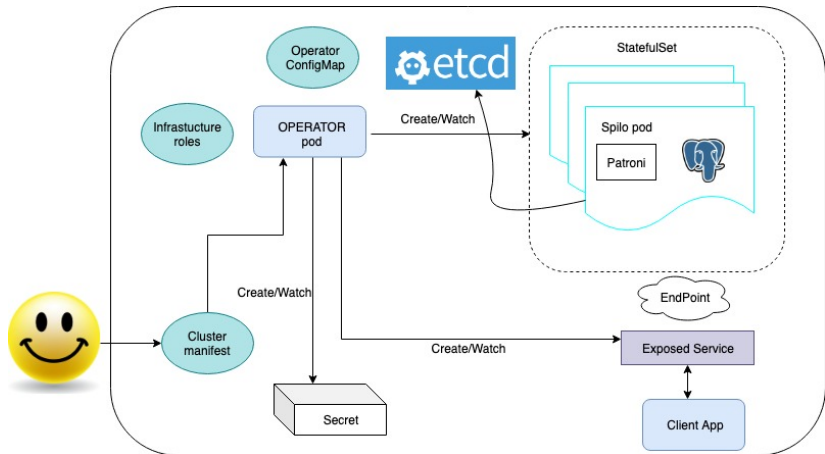 Operator
ConfigMap
etcd
StatefulSet
Infrastucture
roles
OPERATOR
pod
Create/Watch
Spilo pod
Patroni
Create/Watch
EndPoint
Cluster
manifest
Create/Watch
Exposed Service
Secret
Client App